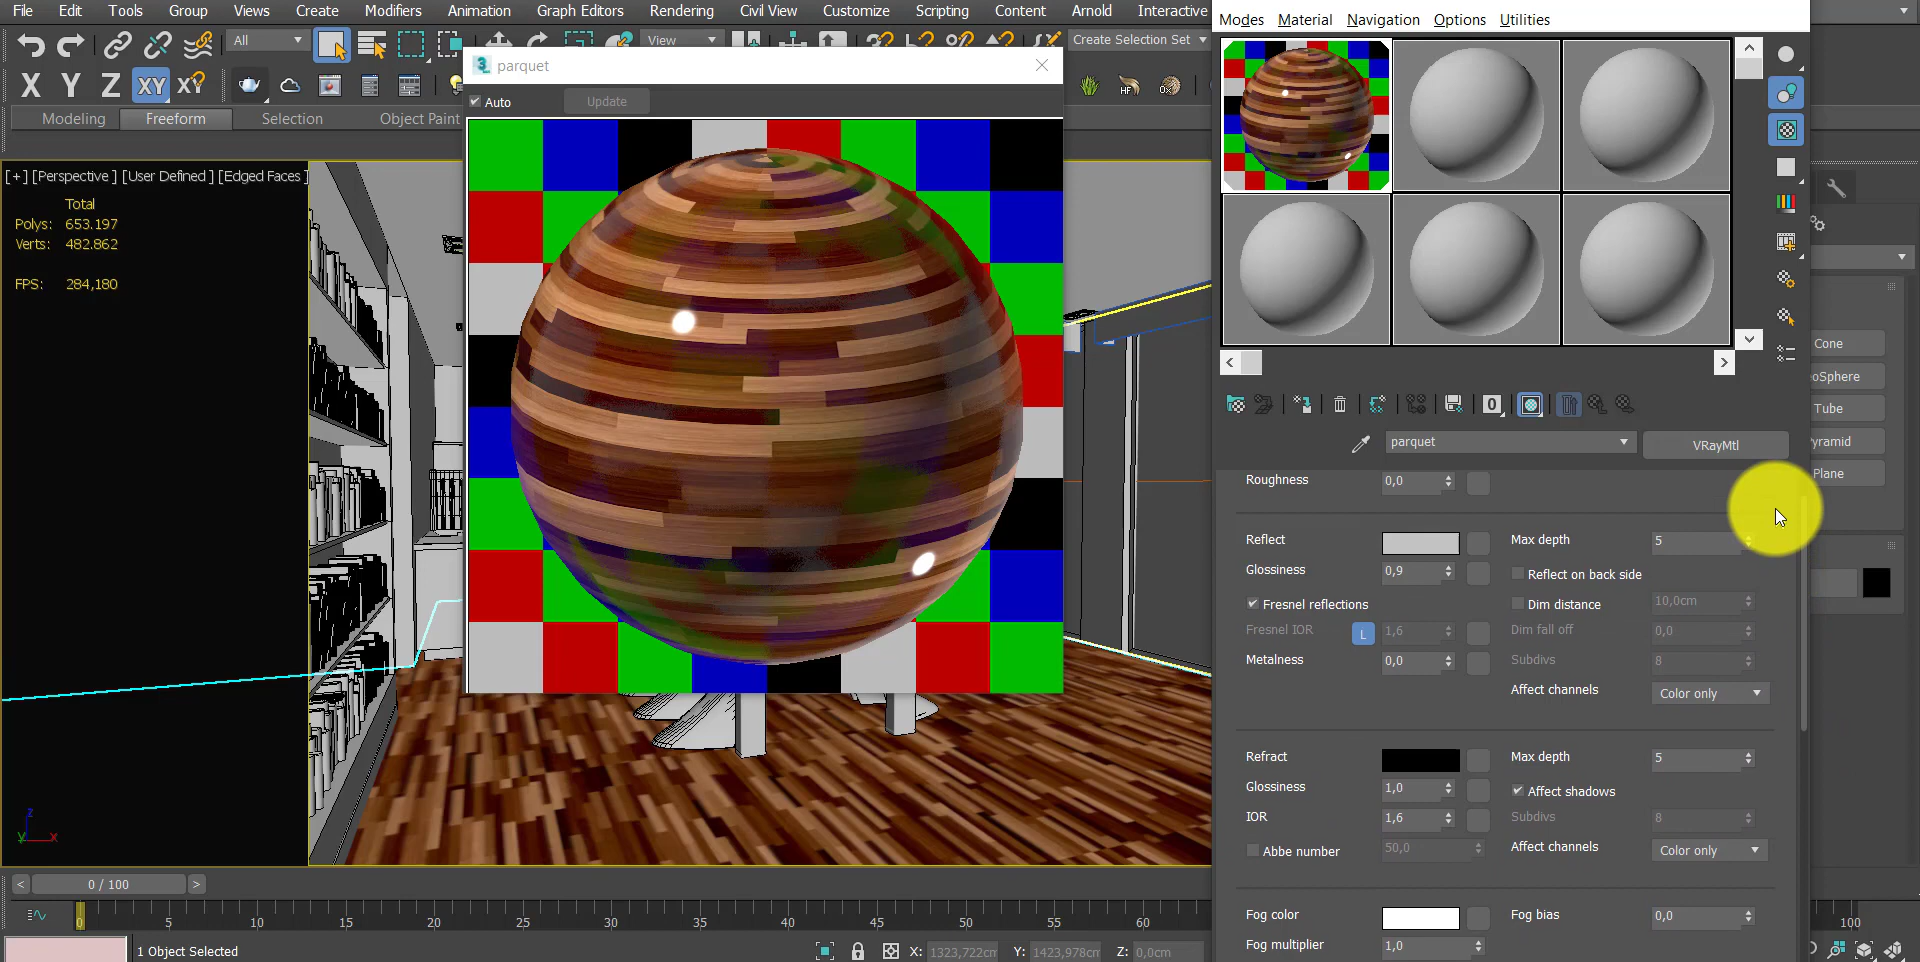 File Edit Tools Group Views Create Modifiers Animation Graph Editors Rendering Civil View Customize Scripting Content Arnold Interactive
Modes Material Navigation Options Utilities
All View Create Selection Set
X Y Z XY XY
parquet
Auto Update
Modeling Freeform Selection Object Paint
[+] [Perspective ] [User Defined ] [Edged Faces ]
Total
Polys: 653.197
Verts: 482.862
FPS: 284,180
Cone
oSphere
Tube
yramid
Plane
parquet VRayMtl
Roughness 0,0
Reflect Max depth 5
Glossiness 0,9 Reflect on back side
Fresnel reflections Dim distance 10,0cm
Fresnel IOR L 1,6 Dim fall off 0,0
Metalness 0,0 Subdivs 8
Affect channels Color only
Refract Max depth 5
Glossiness 1,0 Affect shadows
IOR 1,6 Subdivs 8
Abbe number 50,0 Affect channels Color only
Fog color Fog bias 0,0
Fog multiplier 1,0
z
y x
< 0 / 100 >
0 5 10 15 20 25 30 35 40 45 50 55 60 100
1 Object Selected X: 1323,722cm Y: 1423,978cm Z: 0,0cm